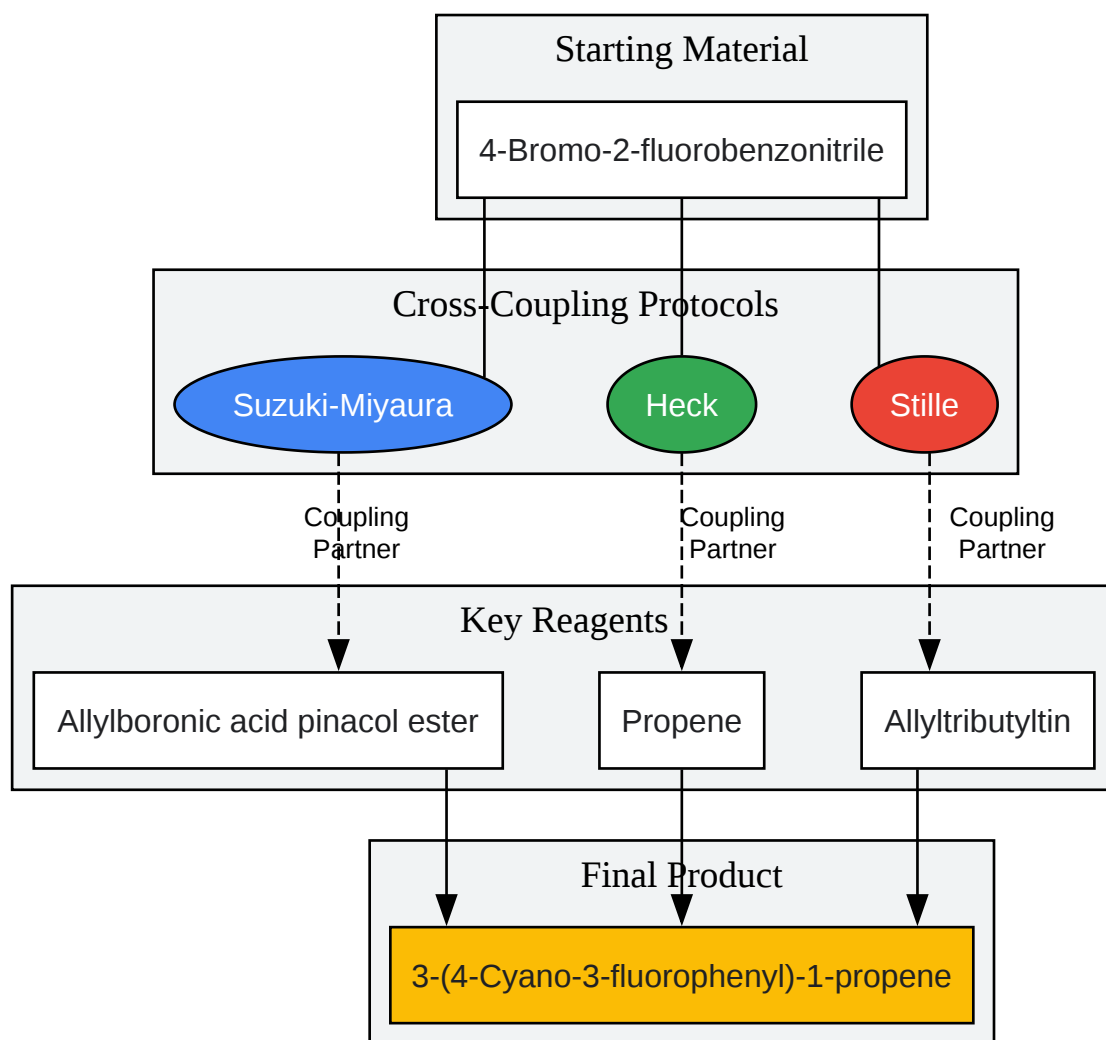 Starting Material
4-Bromo-2-fluorobenzonitrile
Cross-Coupling Protocols
Suzuki-Miyaura
Heck
Stille
Coupling
Partner
Coupling
Partner
Coupling
Partner
Key Reagents
Allylboronic acid pinacol ester
Propene
Allyltributyltin
Final Product
3-(4-Cyano-3-fluorophenyl)-1-propene